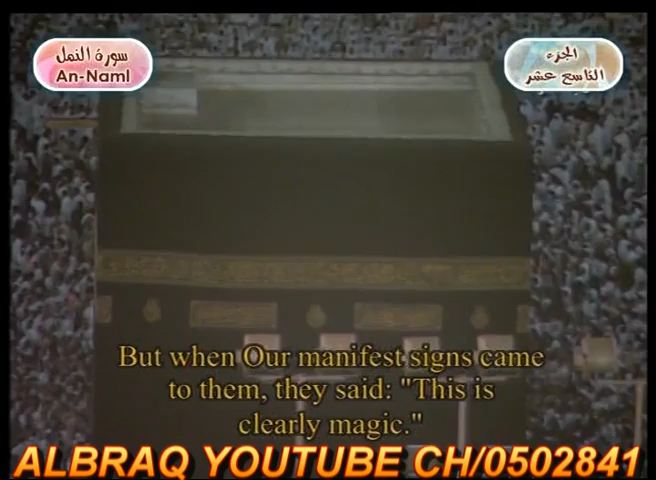 سورة النمل
An-Naml
الجزء
التاسع عشر
But when Our manifest signs came
to them, they said: "This is
clearly magic."
ALBRAQ YOUTUBE CH/0502841